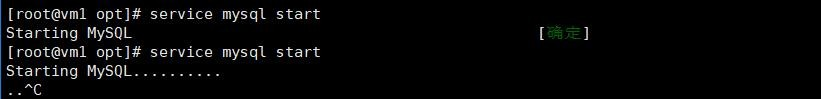 [root@vm1 opt]# service mysql start
Starting MySQL [确定]
[root@vm1 opt]# service mysql start
Starting MySQL..........
..^C